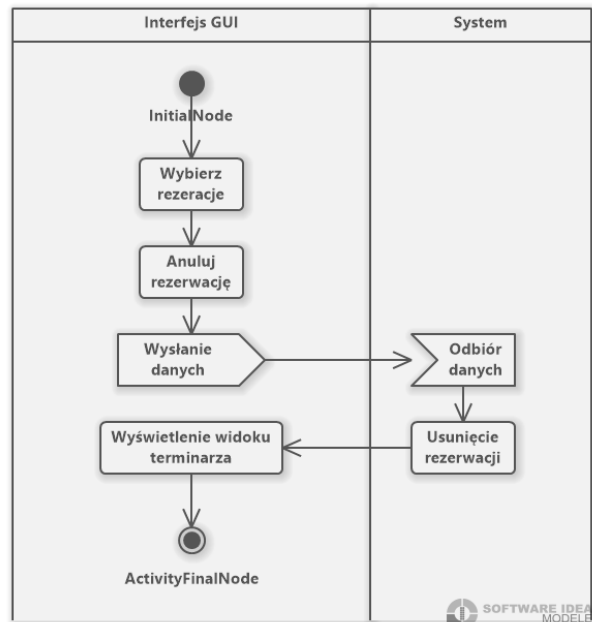 Interfejs GUI
System
InitialNode
Wybierz
rezeracje
Anuluj
rezerwację
Wysłanie
danych
Odbiór
danych
Wyświetlenie widoku
terminarza
Usunięcie
rezerwacji
ActivityFinalNode
SOFTWARE IDEA
MODELE